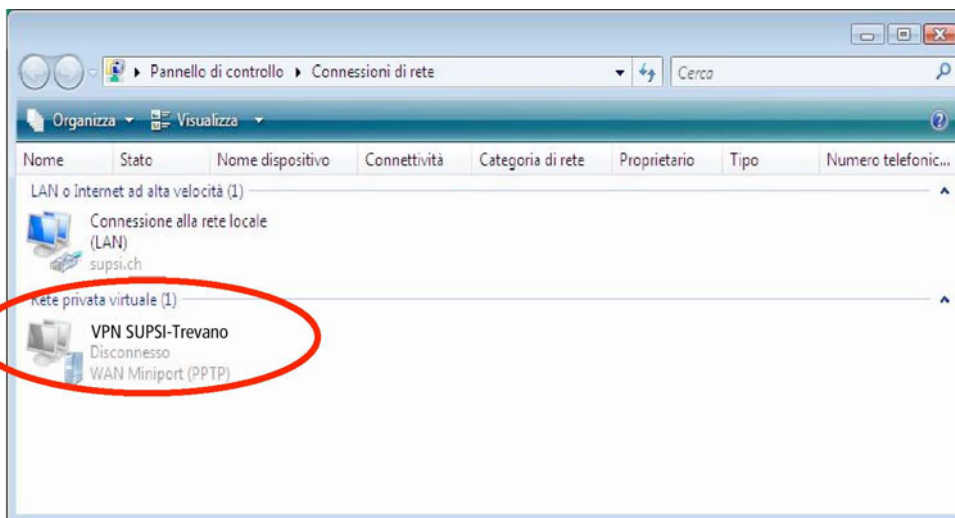 Pannello di controllo Connessioni di rete Cerca
Organizza Visualizza
Nome Stato Nome dispositivo Connettività Categoria di rete Proprietario Tipo Numero telefonic...
LAN o Internet ad alta velocità (1)
Connessione alla rete locale
(LAN)
supsi.ch
Rete privata virtuale (1)
VPN SUPSI-Trevano
Disconnesso
WAN Miniport (PPTP)